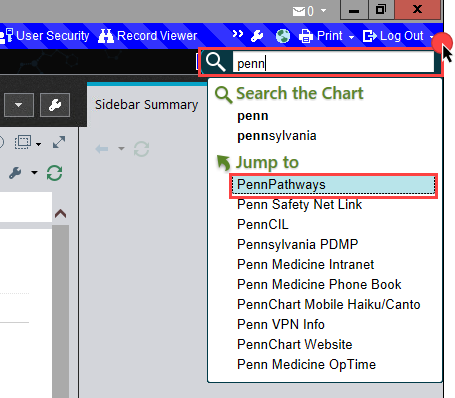 0
User Security Record Viewer Print Log Out
penn
Sidebar Summary
Search the Chart
penn
pennsylvania
Jump to
PennPathways
Penn Safety Net Link
PennCIL
Pennsylvania PDMP
Penn Medicine Intranet
Penn Medicine Phone Book
PennChart Mobile Haiku/Canto
Penn VPN Info
PennChart Website
Penn Medicine OpTime